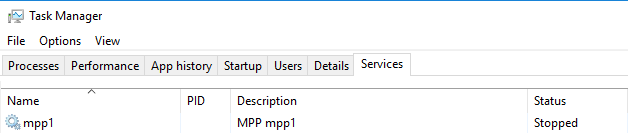 Task Manager
File Options View
Processes Performance App history Startup Users Details Services
Name PID Description Status
mpp1 MPP mpp1 Stopped